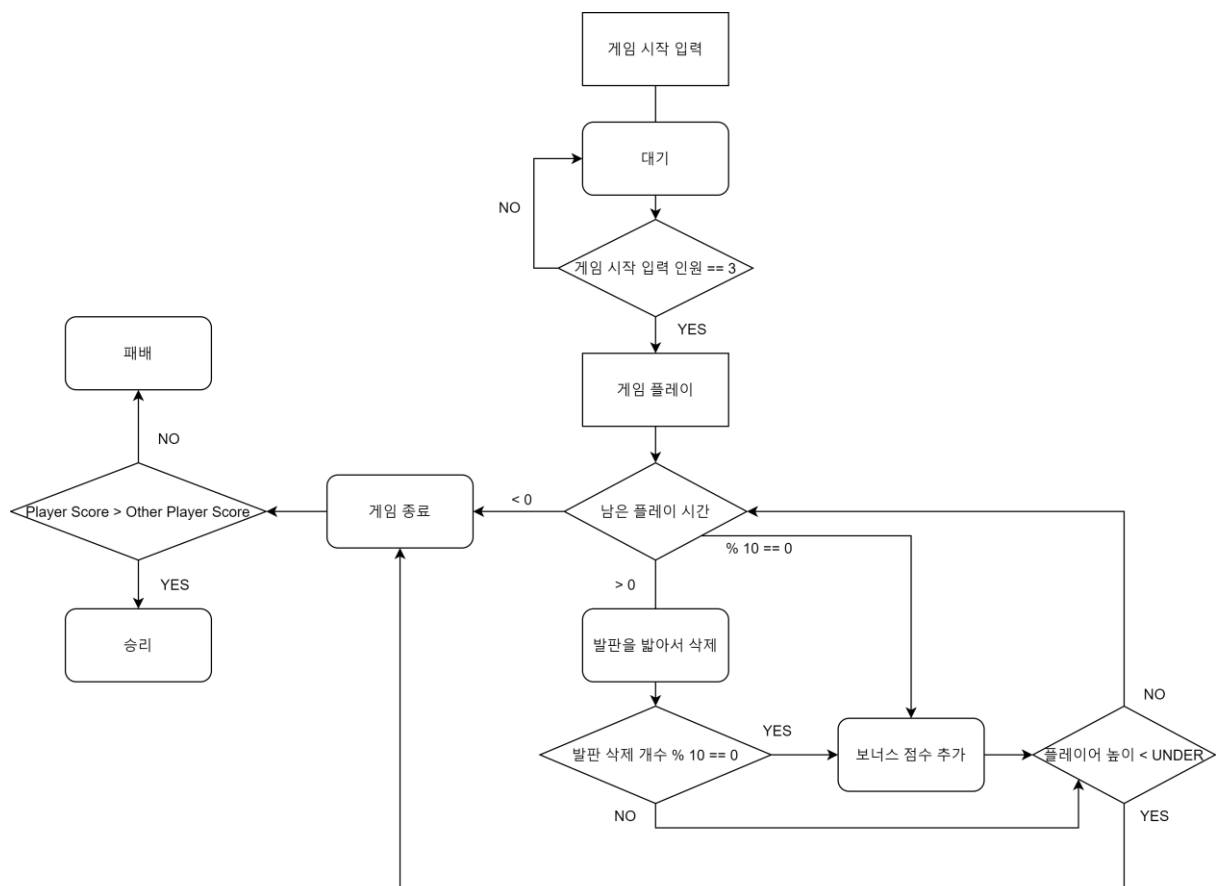 게임 시작 입력
대기
NO
게임 시작 입력 인원 == 3
YES
패배
게임 플레이
NO
Player Score > Other Player Score
게임 종료
< 0
남은 플레이 시간
% 10 == 0
YES
> 0
승리
발판을 밟아서 삭제
NO
발판 삭제 개수 % 10 == 0
YES
보너스 점수 추가
플레이어 높이 < UNDER
NO
YES